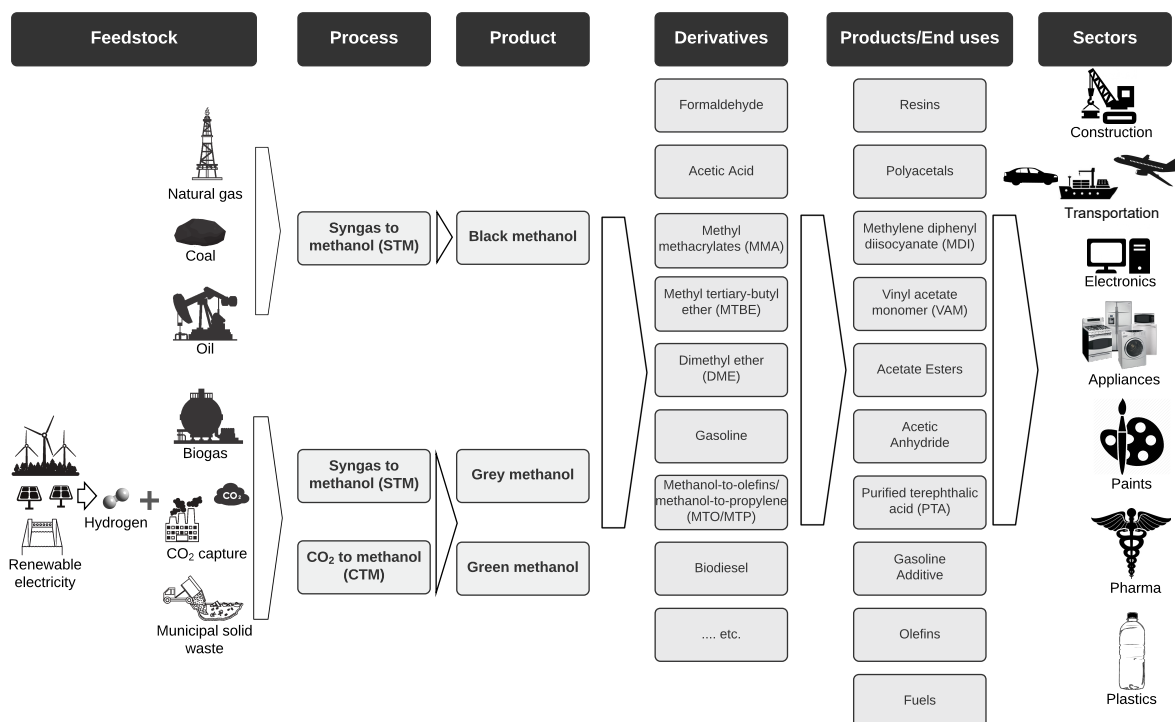 Feedstock
Process
Product
Derivatives
Products/End uses
Sectors
Natural gas
Coal
Oil
Biogas
Hydrogen
+
CO₂
CO₂ capture
Renewable
electricity
Municipal solid
waste
Syngas to
methanol (STM)
Black methanol
Syngas to
methanol (STM)
Grey methanol
CO₂ to methanol
(CTM)
Green methanol
Formaldehyde
Acetic Acid
Methyl
methacrylates (MMA)
Methyl tertiary-butyl
ether (MTBE)
Dimethyl ether
(DME)
Gasoline
Methanol-to-olefins/
methanol-to-propylene
(MTO/MTP)
Biodiesel
.... etc.
Resins
Polyacetals
Methylene diphenyl
diisocyanate (MDI)
Vinyl acetate
monomer (VAM)
Acetate Esters
Acetic
Anhydride
Purified terephthalic
acid (PTA)
Gasoline
Additive
Olefins
Fuels
Construction
Transportation
Electronics
Appliances
Paints
Pharma
Plastics